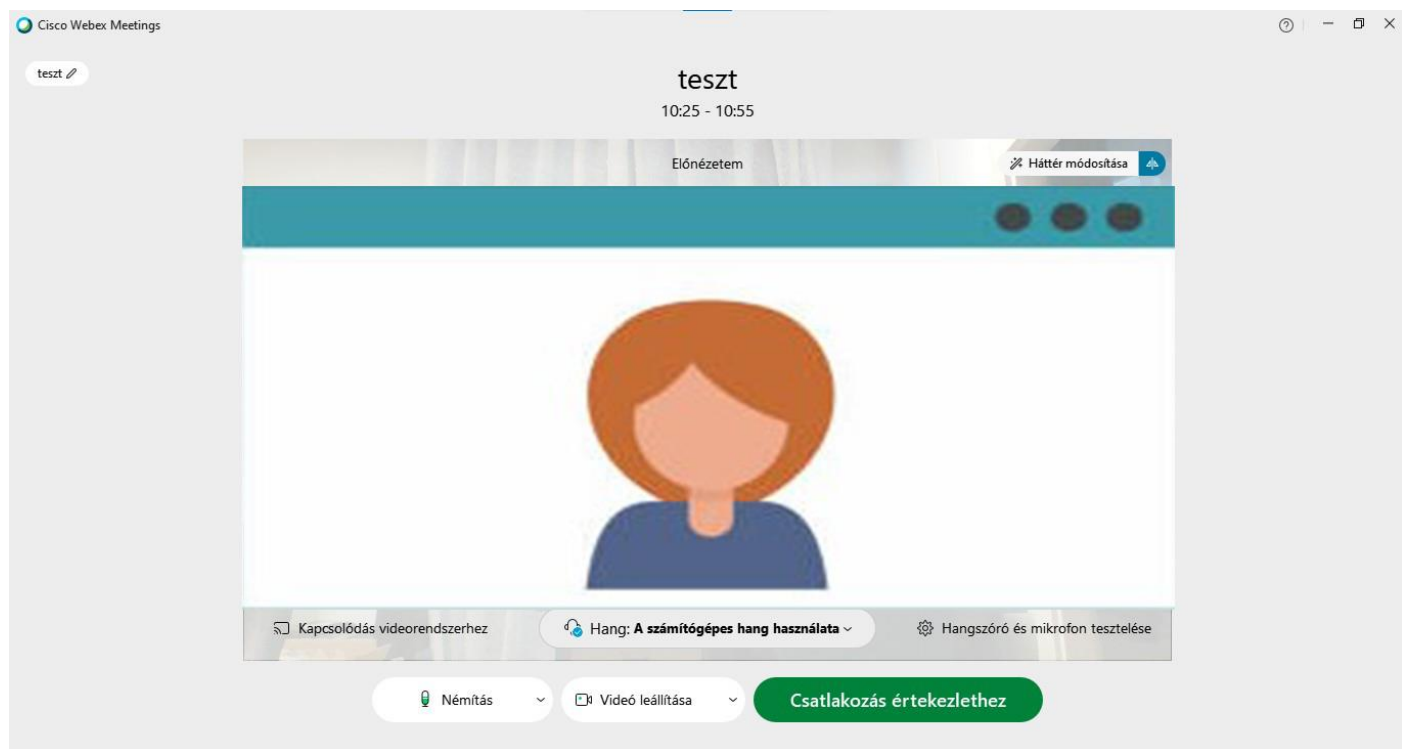 Cisco Webex Meetings
teszt
teszt
10:25 - 10:55
Előnézetem
Háttér módosítása
Kapcsolódás videorendszerhez
Hang: A számítógépes hang használata
Hangszóró és mikrofon tesztelése
Némítás
Videó leállítása
Csatlakozás értekezlethez